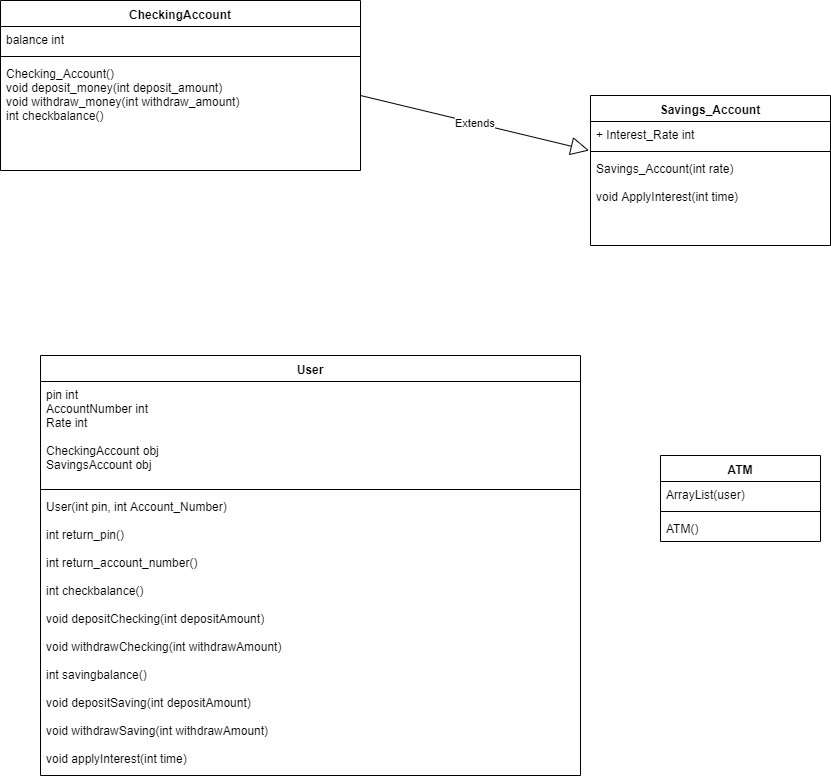 CheckingAccount
balance int
Checking_Account()
void deposit_money(int deposit_amount)
void withdraw_money(int withdraw_amount)
int checkbalance()
Extends
Savings_Account
+ Interest_Rate int
Savings_Account(int rate)
void ApplyInterest(int time)
User
pin int
AccountNumber int
Rate int
CheckingAccount obj
SavingsAccount obj
User(int pin, int Account_Number)
int return_pin()
int return_account_number()
int checkbalance()
void depositChecking(int depositAmount)
void withdrawChecking(int withdrawAmount)
int savingbalance()
void depositSaving(int depositAmount)
void withdrawSaving(int withdrawAmount)
void applyInterest(int time)
ATM
ArrayList(user)
ATM()